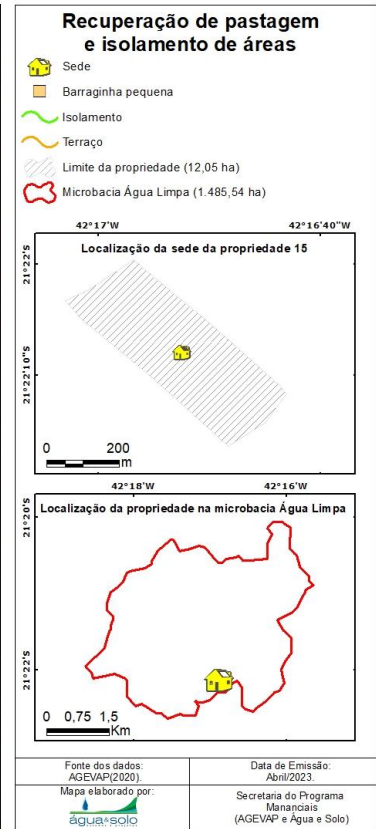 Recuperação de pastagem
e isolamento de áreas
Sede
Barraginha pequena
Isolamento
Terraço
Limite da propriedade (12,05 ha)
Microbacia Água Limpa (1.485,54 ha)
42°17'W 42°16'40"W
Localização da sede da propriedade 15
21°22'S
21°22'10"S
0 200
m
42°18'W 42°16'W
Localização da propriedade na microbacia Água Limpa
21°20'S
21°22'S
0 0,75 1,5
Km
Fonte dos dados:
AGEVAP(2020).
Data de Emissão:
Abril/2023.
Mapa elaborado por:
água&solo
Secretaria do Programa
Mananciais
(AGEVAP e Água e Solo)